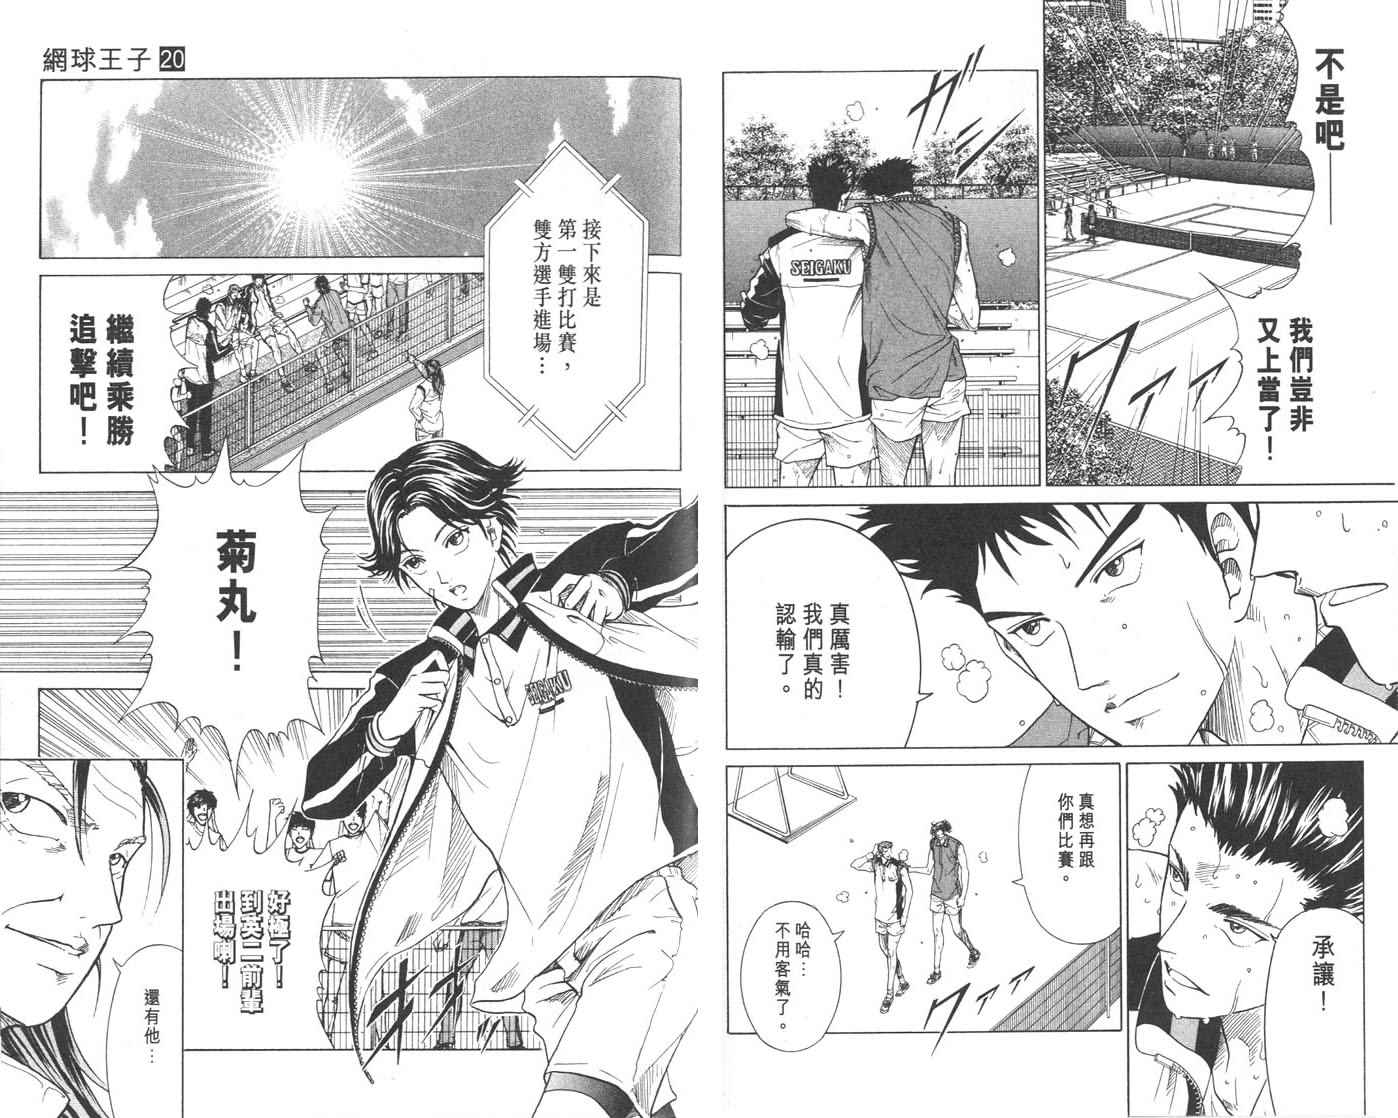 不是吧——
我們豈非
又上當了！
SEIGAKU
真厲害！
我們真的
認輸了。
承讓！
真想再跟
你們比賽。
哈哈…
不用客氣了。
網球王子 20
接下來是
第一雙打比賽，
雙方選手進場…
繼續乘勝
追擊吧！
菊丸！
SEIGAKU
好極了！
到英二前輩
出場喇！
還有他…